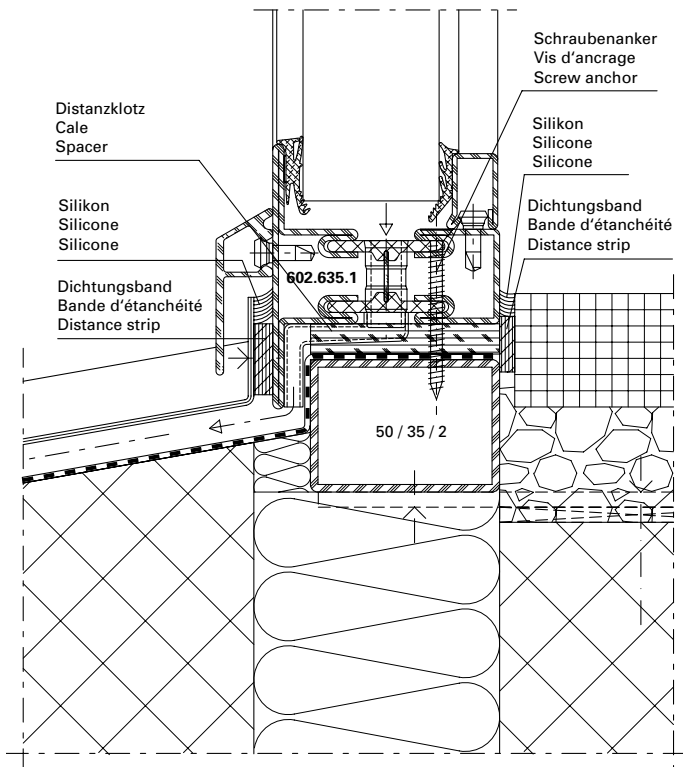 Schraubenanker
Vis d'ancrage
Screw anchor
Distanzklotz
Cale
Spacer
Silikon
Silicone
Silicone
Silikon
Silicone
Silicone
Dichtungsband
Bande d'étanchéité
Distance strip
602.635.1
Dichtungsband
Bande d'étanchéité
Distance strip
50 / 35 / 2